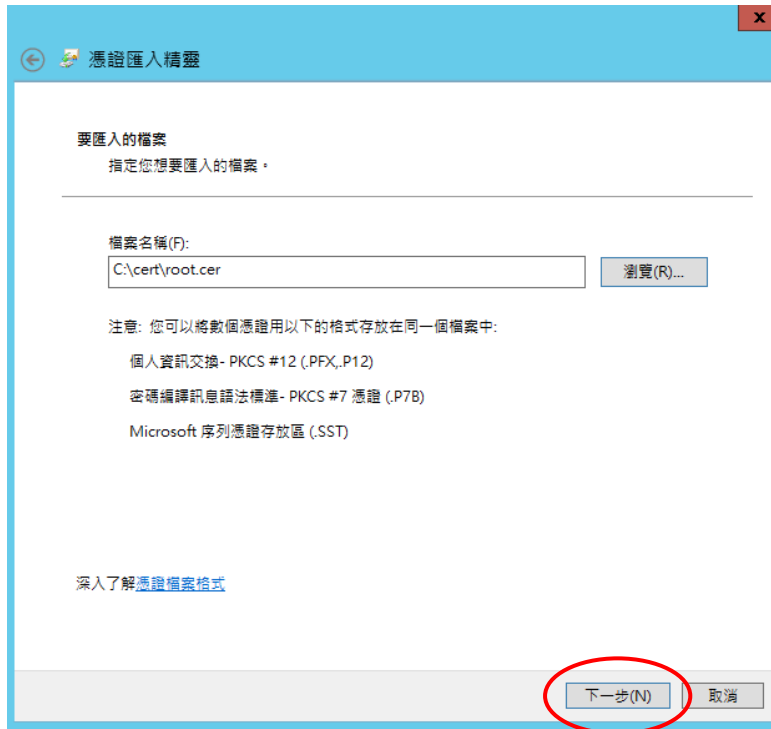 x
憑證匯入精靈
要匯入的檔案
指定您想要匯入的檔案。
檔案名稱(F):
C:\cert\root.cer
瀏覽(R)...
注意: 您可以將數個憑證用以下的格式存放在同一個檔案中:
個人資訊交換- PKCS #12 (.PFX,.P12)
密碼編譯訊息語法標準- PKCS #7 憑證 (.P7B)
Microsoft 序列憑證存放區 (.SST)
深入了解憑證檔案格式
下一步(N)
取消